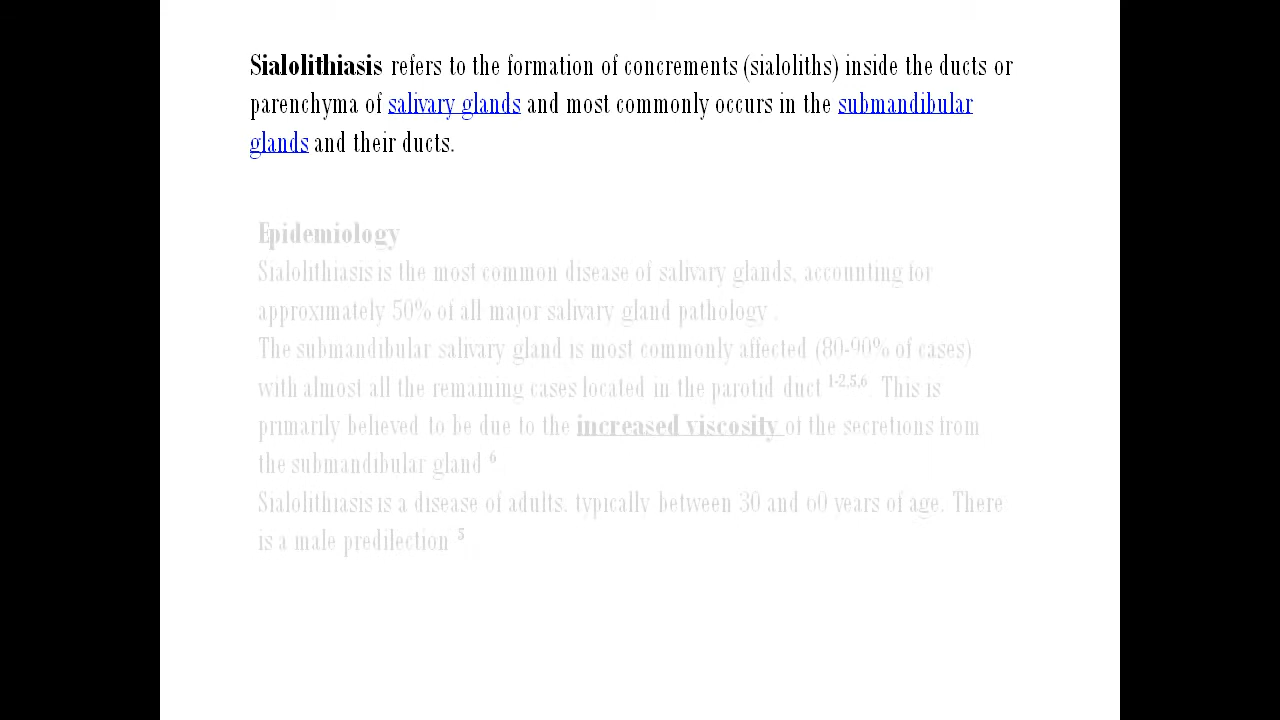 Sialolithiasis refers to the formation of concrements (sialoliths) inside the ducts or
parenchyma of salivary glands and most commonly occurs in the submandibular
glands and their ducts.
Epidemiology
Sialolithiasis is the most common disease of salivary glands, accounting for
approximately 50% of all major salivary gland pathology .
The submandibular salivary gland is most commonly affected (80-90% of cases)
with almost all the remaining cases located in the parotid duct 1-2,5,6. This is
primarily believed to be due to the increased viscosity of the secretions from
the submandibular gland 6.
Sialolithiasis is a disease of adults, typically between 30 and 60 years of age. There
is a male predilection 5.